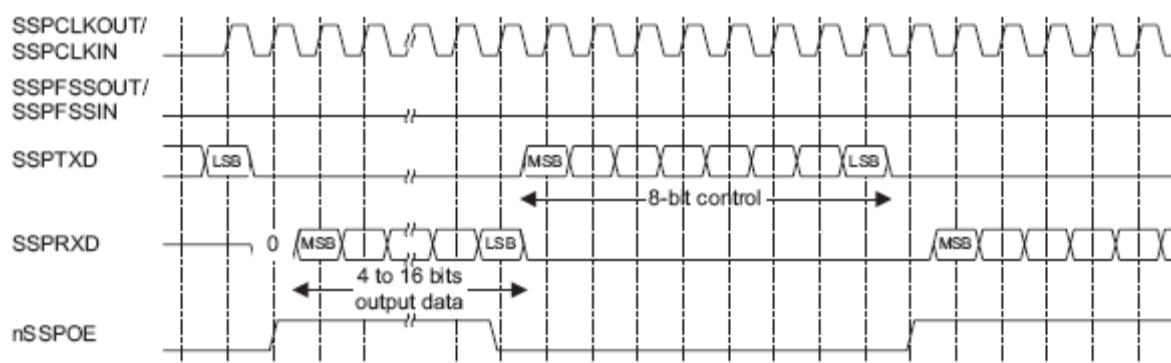 SSPCLKOUT/
SSPCLKIN
SSPFSSOUT/
SSPFSSIN
SSPTXD
LSB
MSB
LSB
8-bit control
SSPRXD
0
MSB
LSB
MSB
4 to 16 bits
output data
nSSPOE